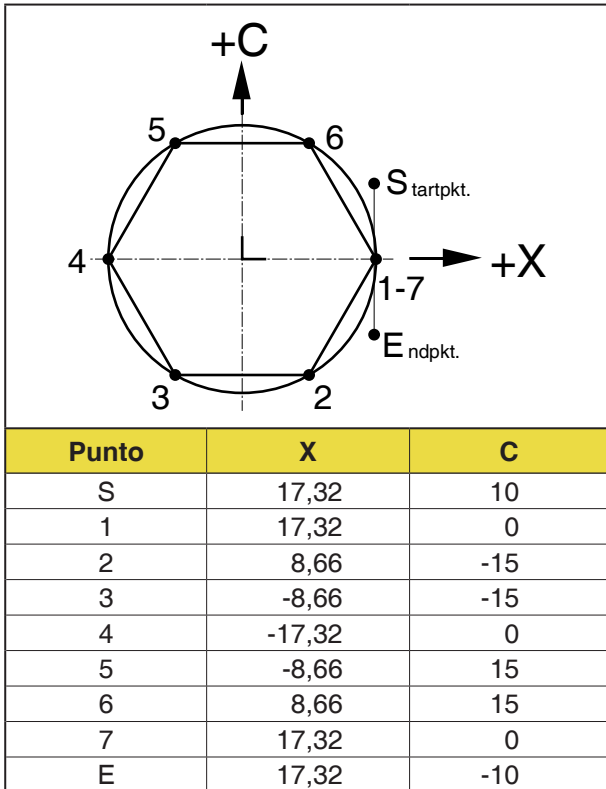 +C
5
6
S tartpkt.
4
+X
1-7
E ndpkt.
3
2
Punto X C
S 17,32 10
1 17,32 0
2 8,66 -15
3 -8,66 -15
4 -17,32 0
5 -8,66 15
6 8,66 15
7 17,32 0
E 17,32 -10